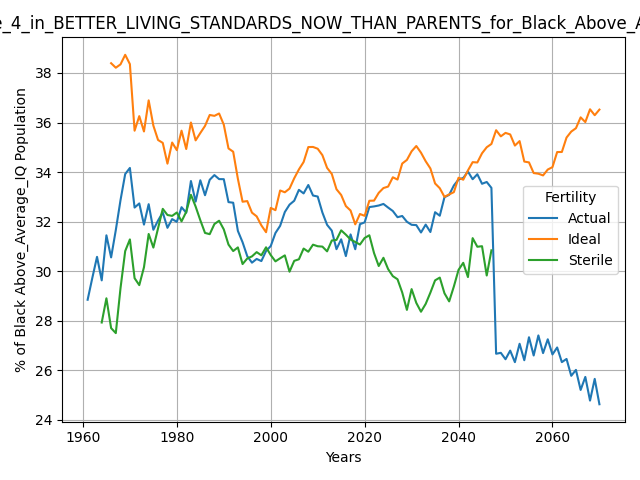 e_4_in_BETTER_LIVING_STANDARDS_NOW_THAN_PARENTS_for_Black_Above_A
% of Black Above_Average_IQ Population
38
36
34
32
30
28
26
24
Fertility
Actual
Ideal
Sterile
1960 1980 2000 2020 2040 2060
Years